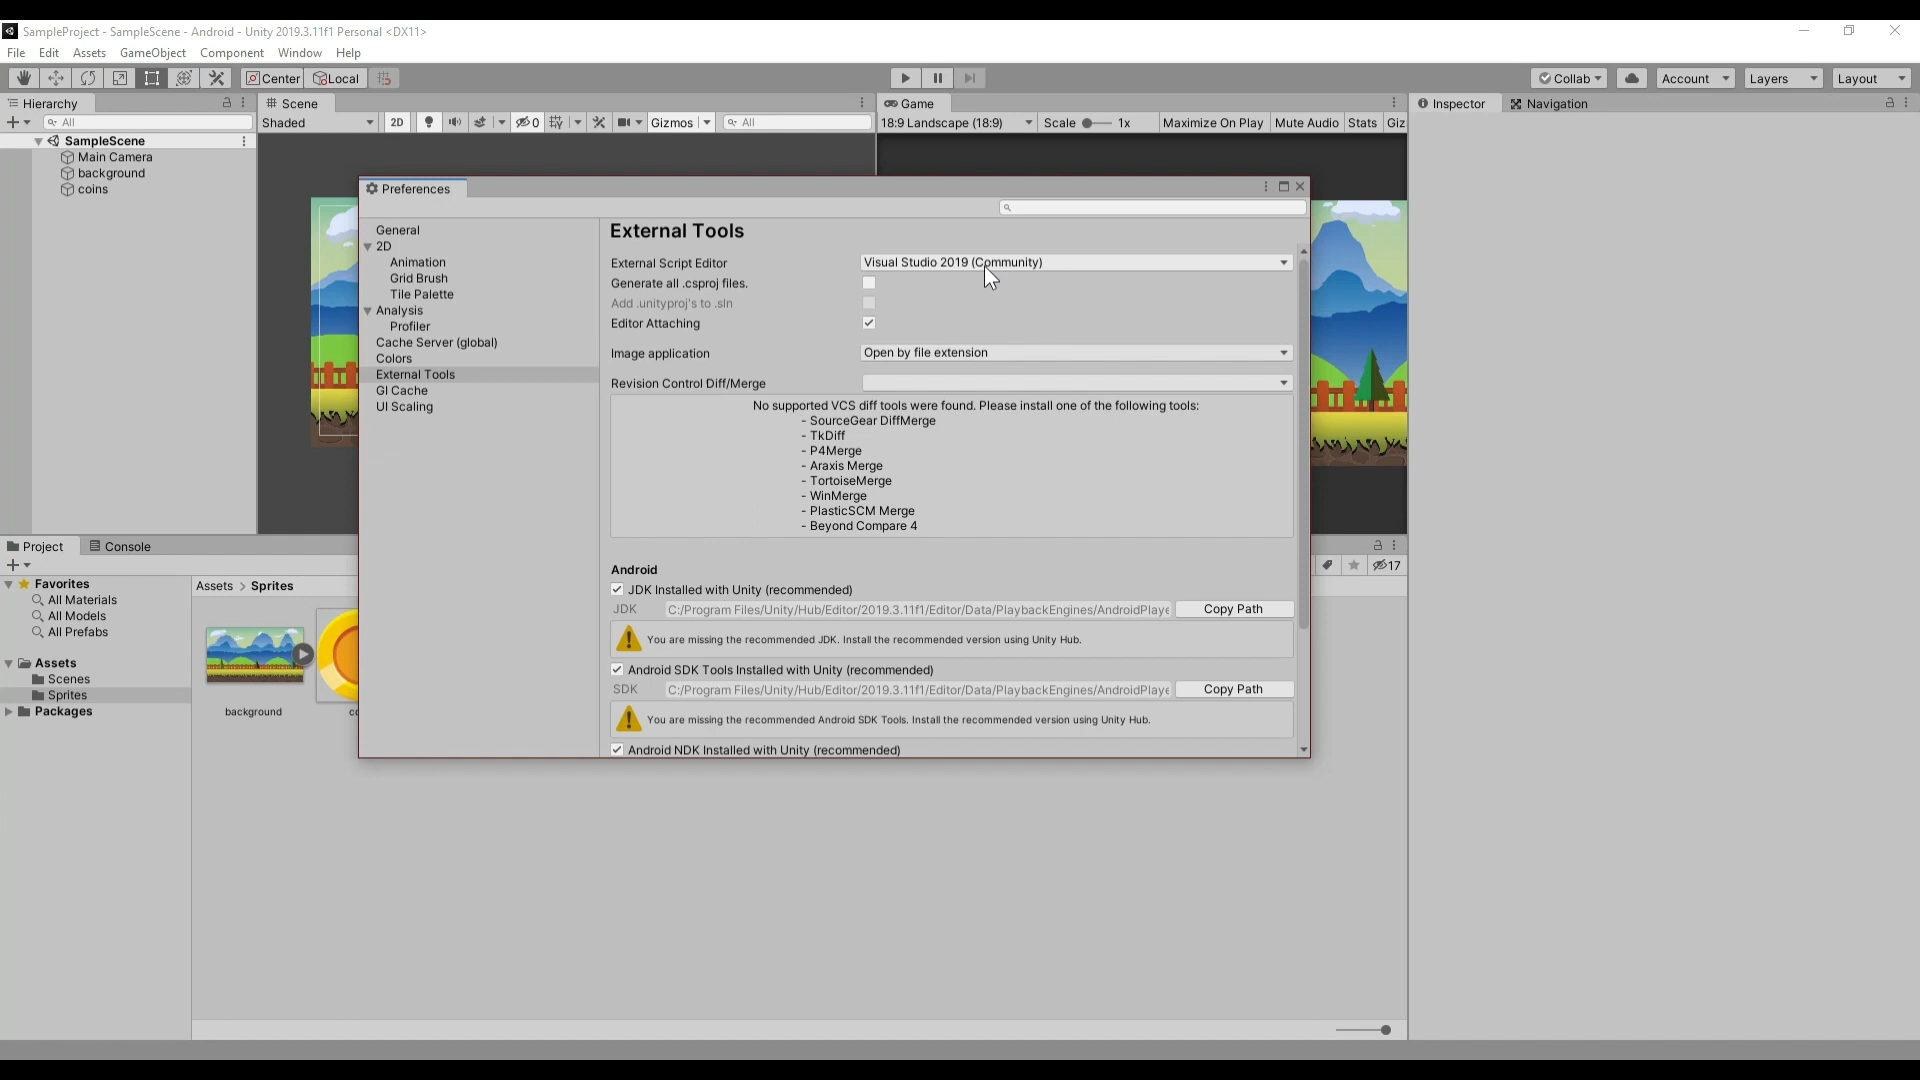 SampleProject - SampleScene - Android - Unity 2019.3.11f1 Personal <DX11>
File Edit Assets GameObject Component Window Help
Center Local Collab Account Layers Layout
Hierarchy
All
SampleScene
Main Camera
background
coins
Scene
Shaded 2D 0 Gizmos All
Game
18:9 Landscape (18:9) Scale 1x Maximize On Play Mute Audio Stats Giz
Inspector Navigation
Preferences
General
2D
Animation
Grid Brush
Tile Palette
Analysis
Profiler
Cache Server (global)
Colors
External Tools
GI Cache
UI Scaling
External Tools
External Script Editor Visual Studio 2019 (Community)
Generate all .csproj files.
Add .unityproj's to .sln
Editor Attaching
Image application Open by file extension
Revision Control Diff/Merge
No supported VCS diff tools were found. Please install one of the following tools:
- SourceGear DiffMerge
- TkDiff
- P4Merge
- Araxis Merge
- TortoiseMerge
- WinMerge
- PlasticSCM Merge
- Beyond Compare 4
Android
JDK Installed with Unity (recommended)
JDK C:/Program Files/Unity/Hub/Editor/2019.3.11f1/Editor/Data/PlaybackEngines/AndroidPlaye Copy Path
You are missing the recommended JDK. Install the recommended version using Unity Hub.
Android SDK Tools Installed with Unity (recommended)
SDK C:/Program Files/Unity/Hub/Editor/2019.3.11f1/Editor/Data/PlaybackEngines/AndroidPlaye Copy Path
You are missing the recommended Android SDK Tools. Install the recommended version using Unity Hub.
Android NDK Installed with Unity (recommended)
Project Console
17
Favorites
All Materials
All Models
All Prefabs
Assets
Scenes
Sprites
Packages
Assets > Sprites
background
co